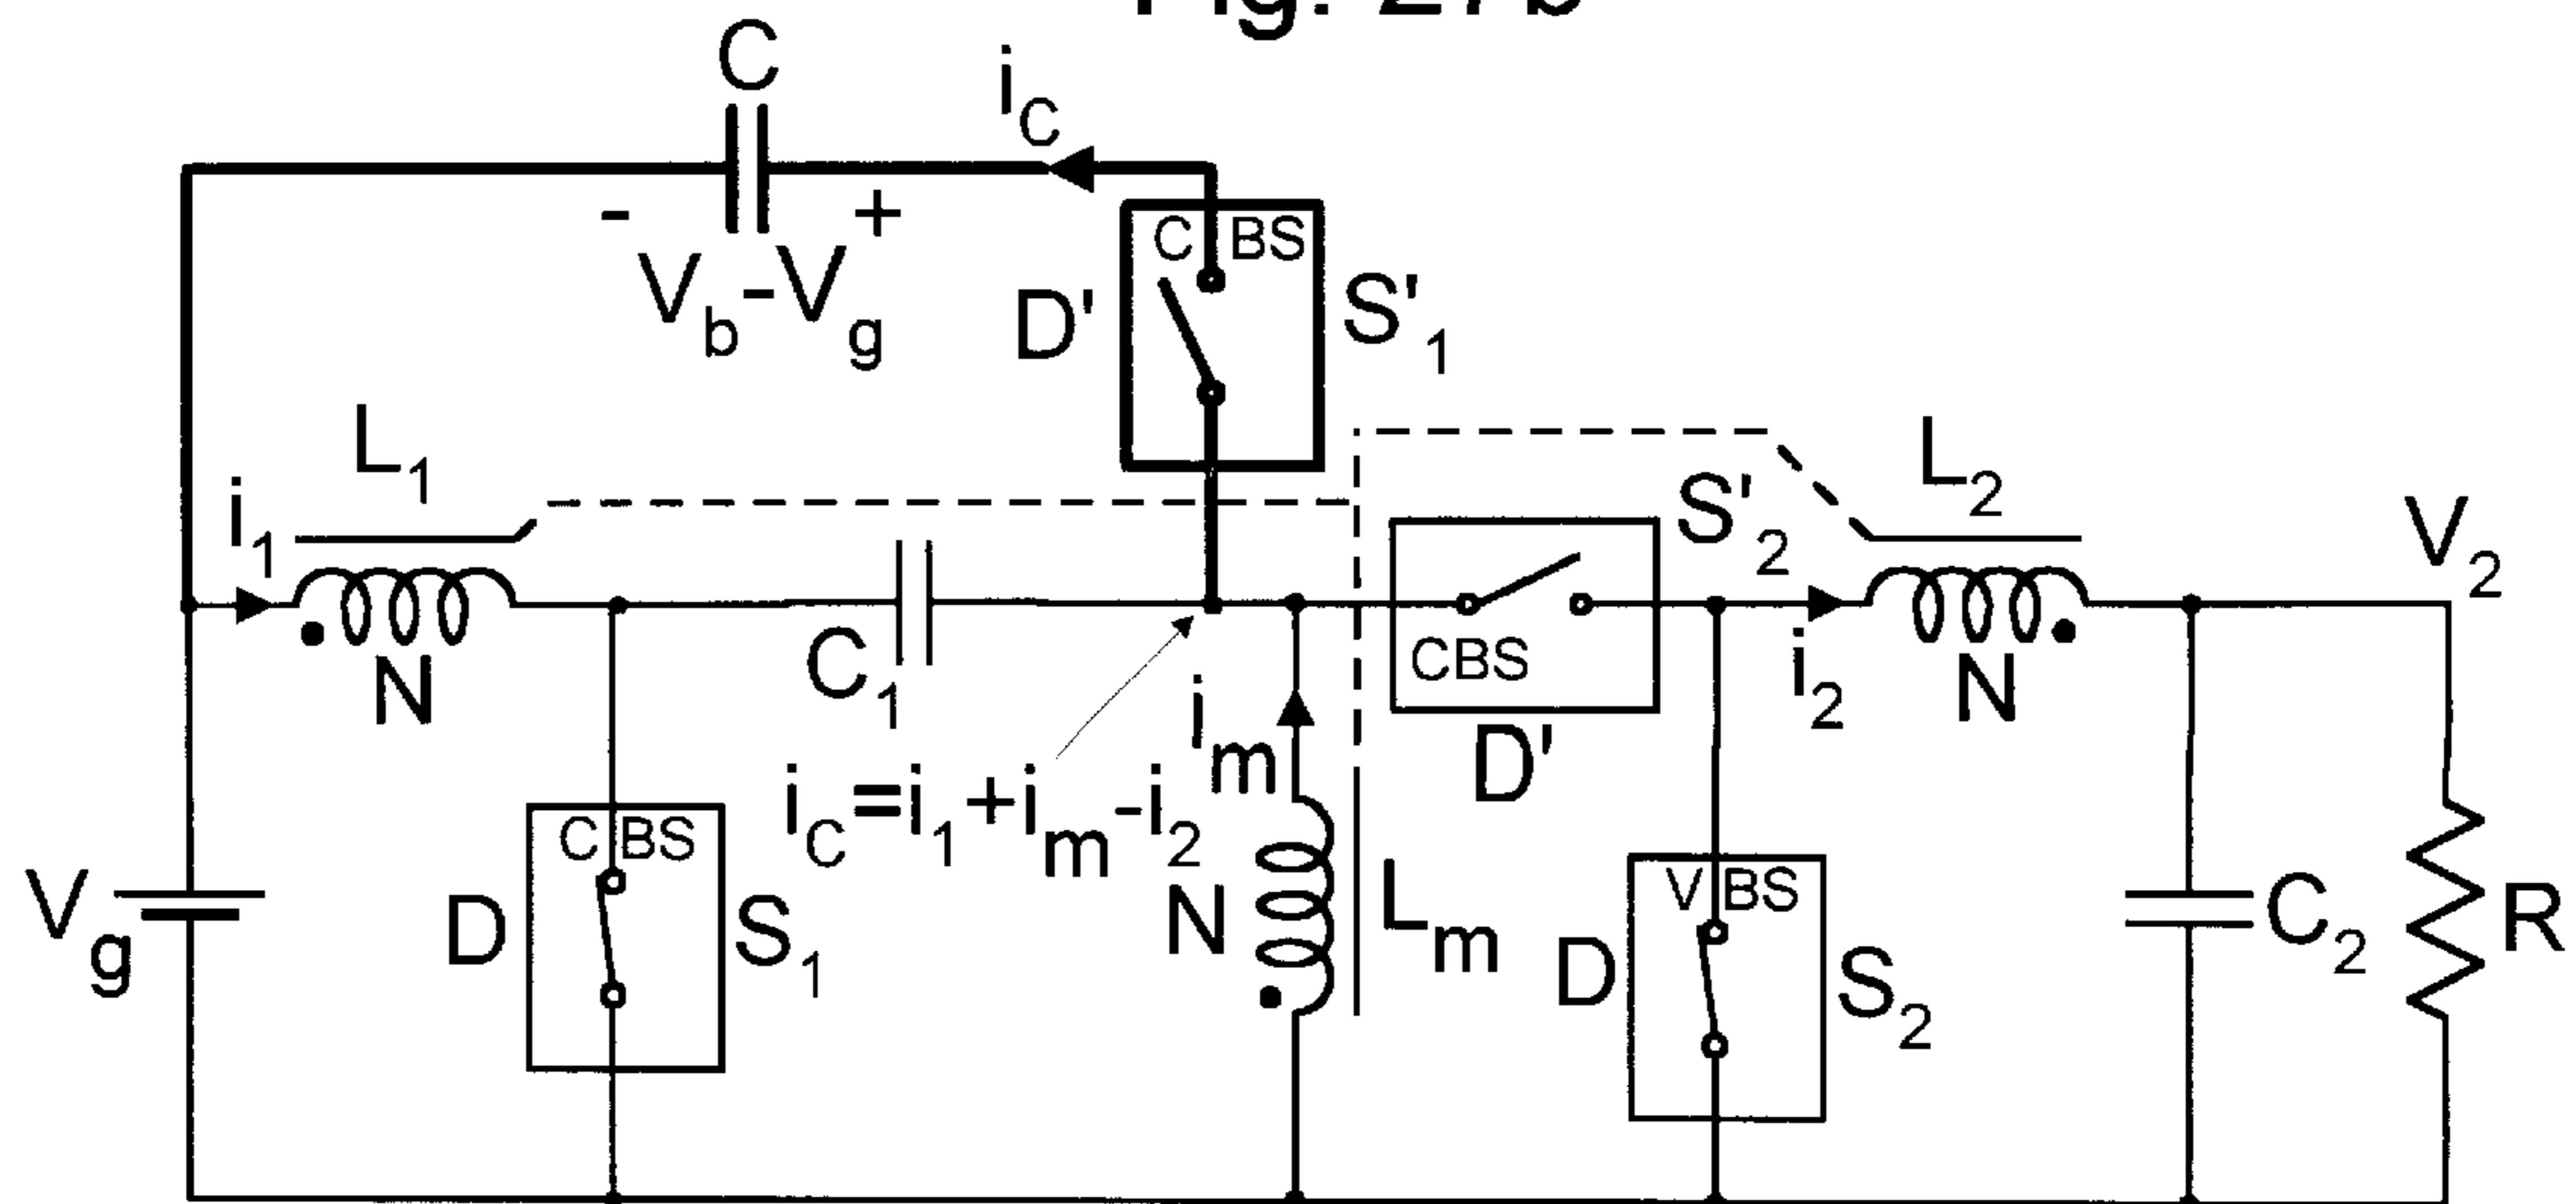 Fig. 27b
C
i_C
- +
V_b-V_g
C BS
D'
S'_1
L_1
i_1
N
C_1
S'_2
CBS
D'
L_2
i_2
N
V_2
i_C=i_1+i_m-i_2
i_m
N
L_m
V_g
D
C BS
S_1
D
V BS
S_2
C_2
R